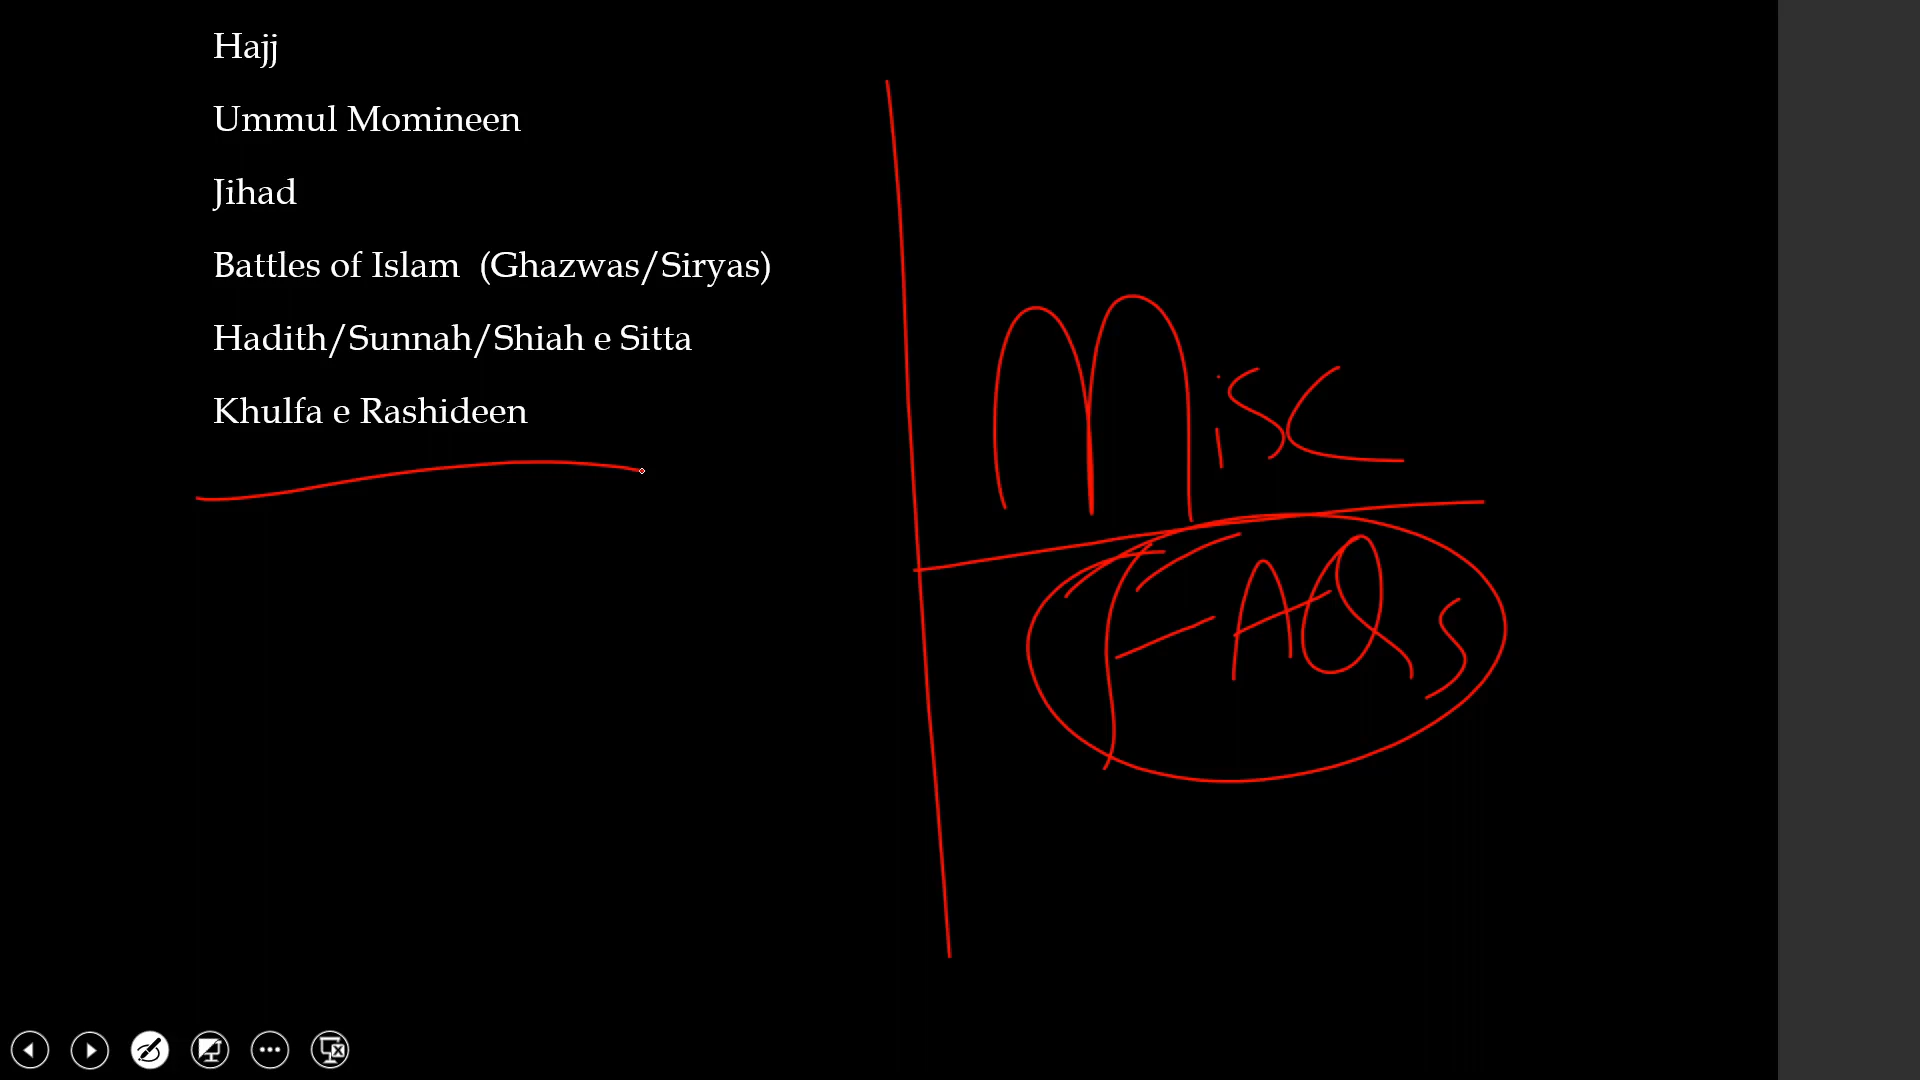 Hajj
Ummul Momineen
Jihad
Battles of Islam (Ghazwas/Siryas)
Hadith/Sunnah/Shiah e Sitta
Khulfa e Rashideen
Misc
FAQs